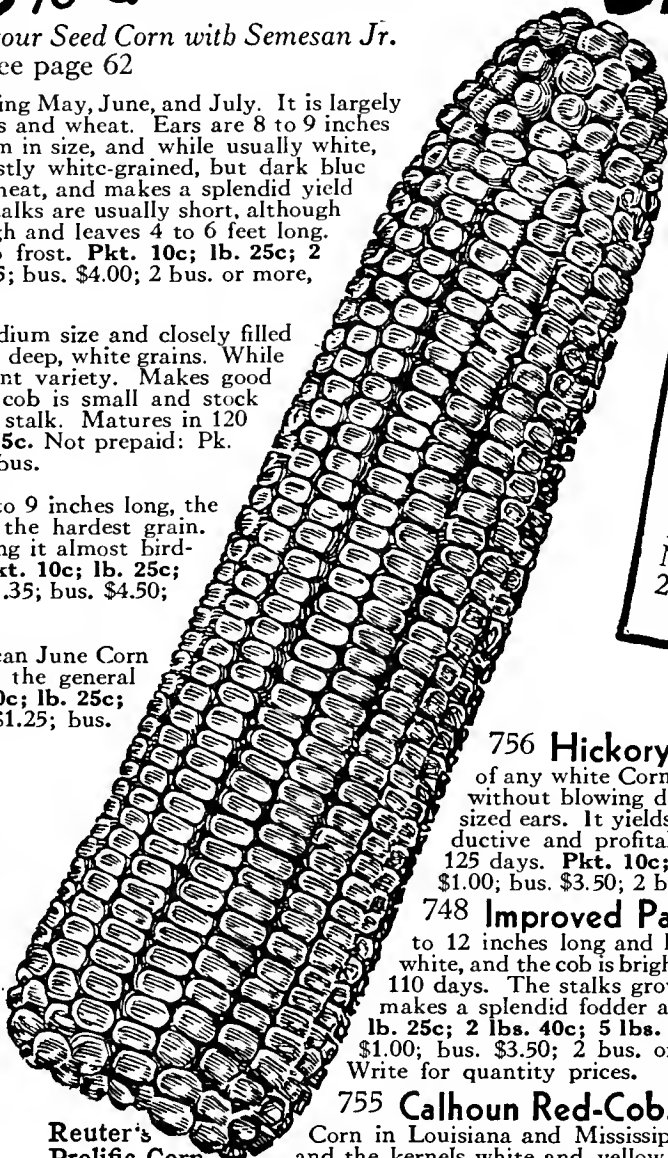 our Seed Corn with Semesan Jr.
ee page 62
ing May, June, and July. It is largely
s and wheat. Ears are 8 to 9 inches
m in size, and while usually white,
stly white-grained, but dark blue
heat, and makes a splendid yield
talks are usually short, although
gh and leaves 4 to 6 feet long.
frost. Pkt. 10c; lb. 25c; 2
5; bus. $4.00; 2 bus. or more,
dium size and closely filled
deep, white grains. While
nt variety. Makes good
cob is small and stock
stalk. Matures in 120
5c. Not prepaid: Pk.
bus.
to 9 inches long, the
the hardest grain.
ng it almost bird-
kt. 10c; lb. 25c;
.35; bus. $4.50;
can June Corn
the general
0c; lb. 25c;
$1.25; bus.
2
756 Hickory
of any white Corn
without blowing d
sized ears. It yields
ductive and profita
125 days. Pkt. 10c;
$1.00; bus. $3.50; 2 b
748 Improved Pa
to 12 inches long and l
white, and the cob is brigh
110 days. The stalks grov
makes a splendid fodder a
lb. 25c; 2 lbs. 40c; 5 lbs.
$1.00; bus. $3.50; 2 bus. o
Write for quantity prices.
755 Calhoun Red-Cob.
Reuter's
Corn in Louisiana and Mississip
Prolific Corn
and the kernels white and yellow